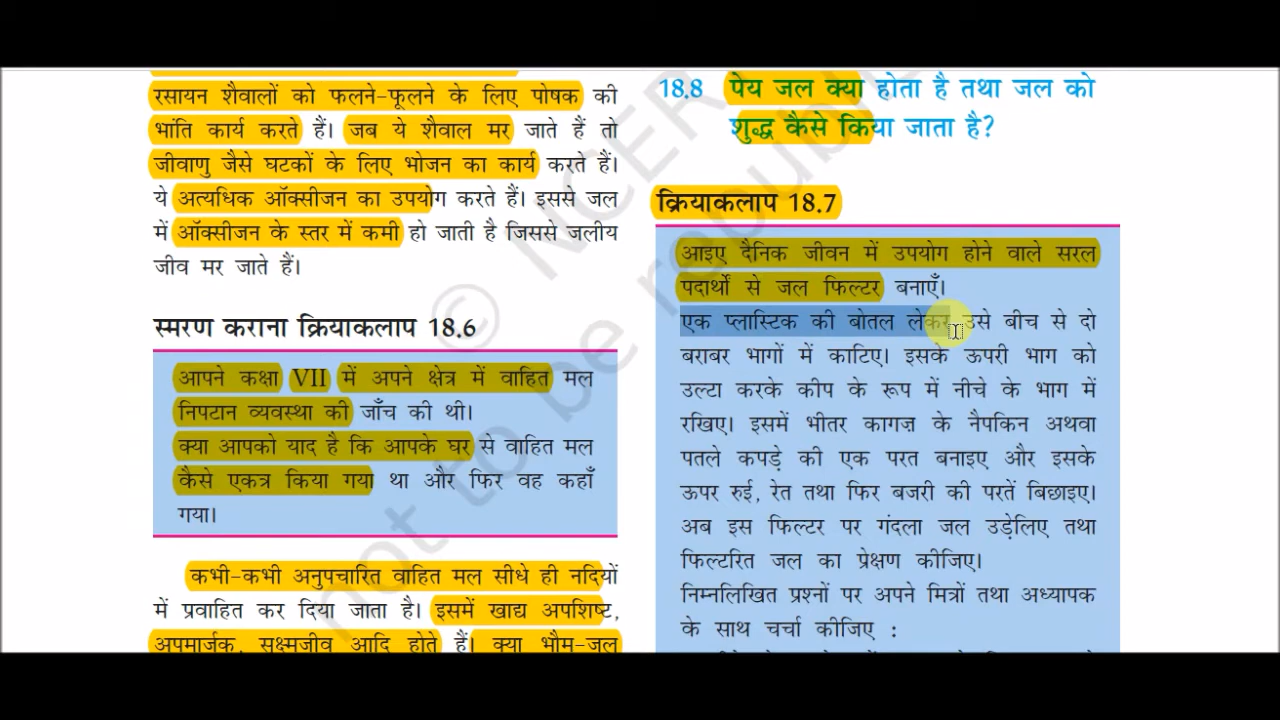 रसायन शैवालों को फलने-फूलने के लिए पोषक की
भांति कार्य करते हैं। जब ये शैवाल मर जाते हैं तो
जीवाणु जैसे घटकों के लिए भोजन का कार्य करते हैं।
ये अत्यधिक ऑक्सीजन का उपयोग करते हैं। इससे जल
में ऑक्सीजन के स्तर में कमी हो जाती है जिससे जलीय
जीव मर जाते हैं।
स्मरण कराना क्रियाकलाप 18.6
आपने कक्षा VII में अपने क्षेत्र में वाहित मल
निपटान व्यवस्था की जाँच की थी।
क्या आपको याद है कि आपके घर से वाहित मल
कैसे एकत्र किया गया था और फिर वह कहाँ
गया।
कभी-कभी अनुपचारित वाहित मल सीधे ही नदियों
में प्रवाहित कर दिया जाता है। इसमें खाद्य अपशिष्ट,
अपमार्जक, सूक्ष्मजीव आदि होते हैं। क्या भौम-जल
18.8 पेय जल क्या होता है तथा जल को
शुद्ध कैसे किया जाता है?
क्रियाकलाप 18.7
आइए दैनिक जीवन में उपयोग होने वाले सरल
पदार्थों से जल फिल्टर बनाएँ।
एक प्लास्टिक की बोतल लेकर उसे बीच से दो
बराबर भागों में काटिए। इसके ऊपरी भाग को
उल्टा करके कीप के रूप में नीचे के भाग में
रखिए। इसमें भीतर कागज के नैपकिन अथवा
पतले कपड़े की एक परत बनाइए और इसके
ऊपर रुई, रेत तथा फिर बजरी की परतें बिछाइए।
अब इस फिल्टर पर गंदला जल उड़ेलिए तथा
फिल्टरित जल का प्रेक्षण कीजिए।
निम्नलिखित प्रश्नों पर अपने मित्रों तथा अध्यापक
के साथ चर्चा कीजिए :
© NCER
not to be republ